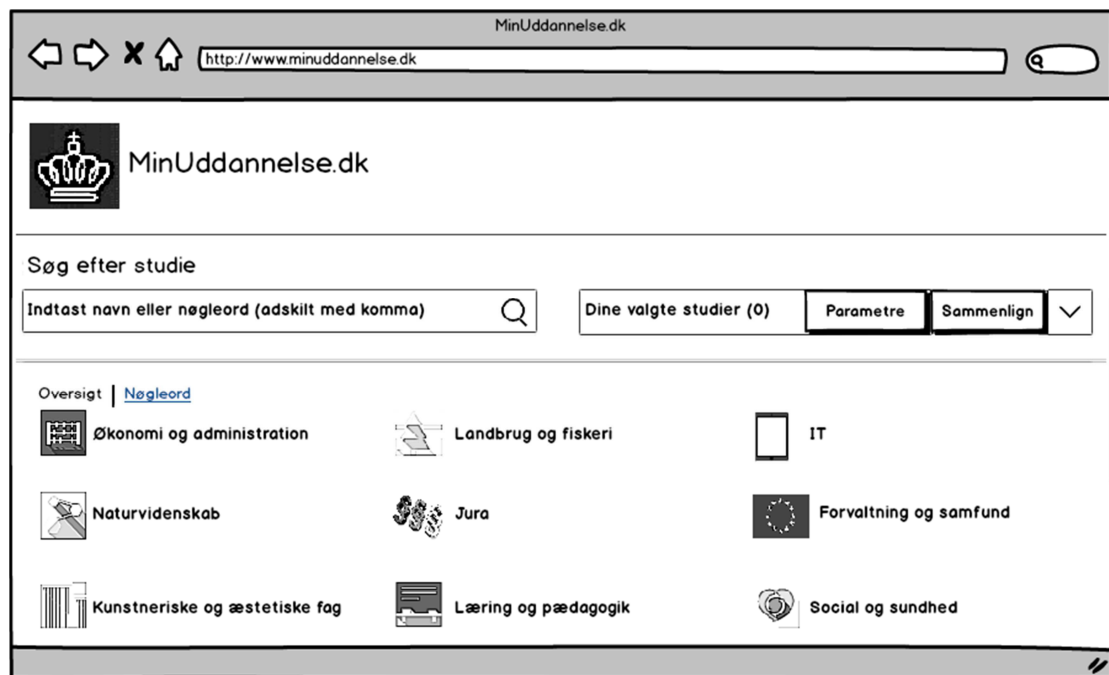 MinUddannelse.dk
http://www.minuddannelse.dk
MinUddannelse.dk
Søg efter studie
Indtast navn eller nøgleord (adskilt med komma)
Dine valgte studier (0)
Parametre
Sammenlign
Oversigt | Nøgleord
Økonomi og administration
Landbrug og fiskeri
IT
Naturvidenskab
Jura
Forvaltning og samfund
Kunstneriske og æstetiske fag
Læring og pædagogik
Social og sundhed